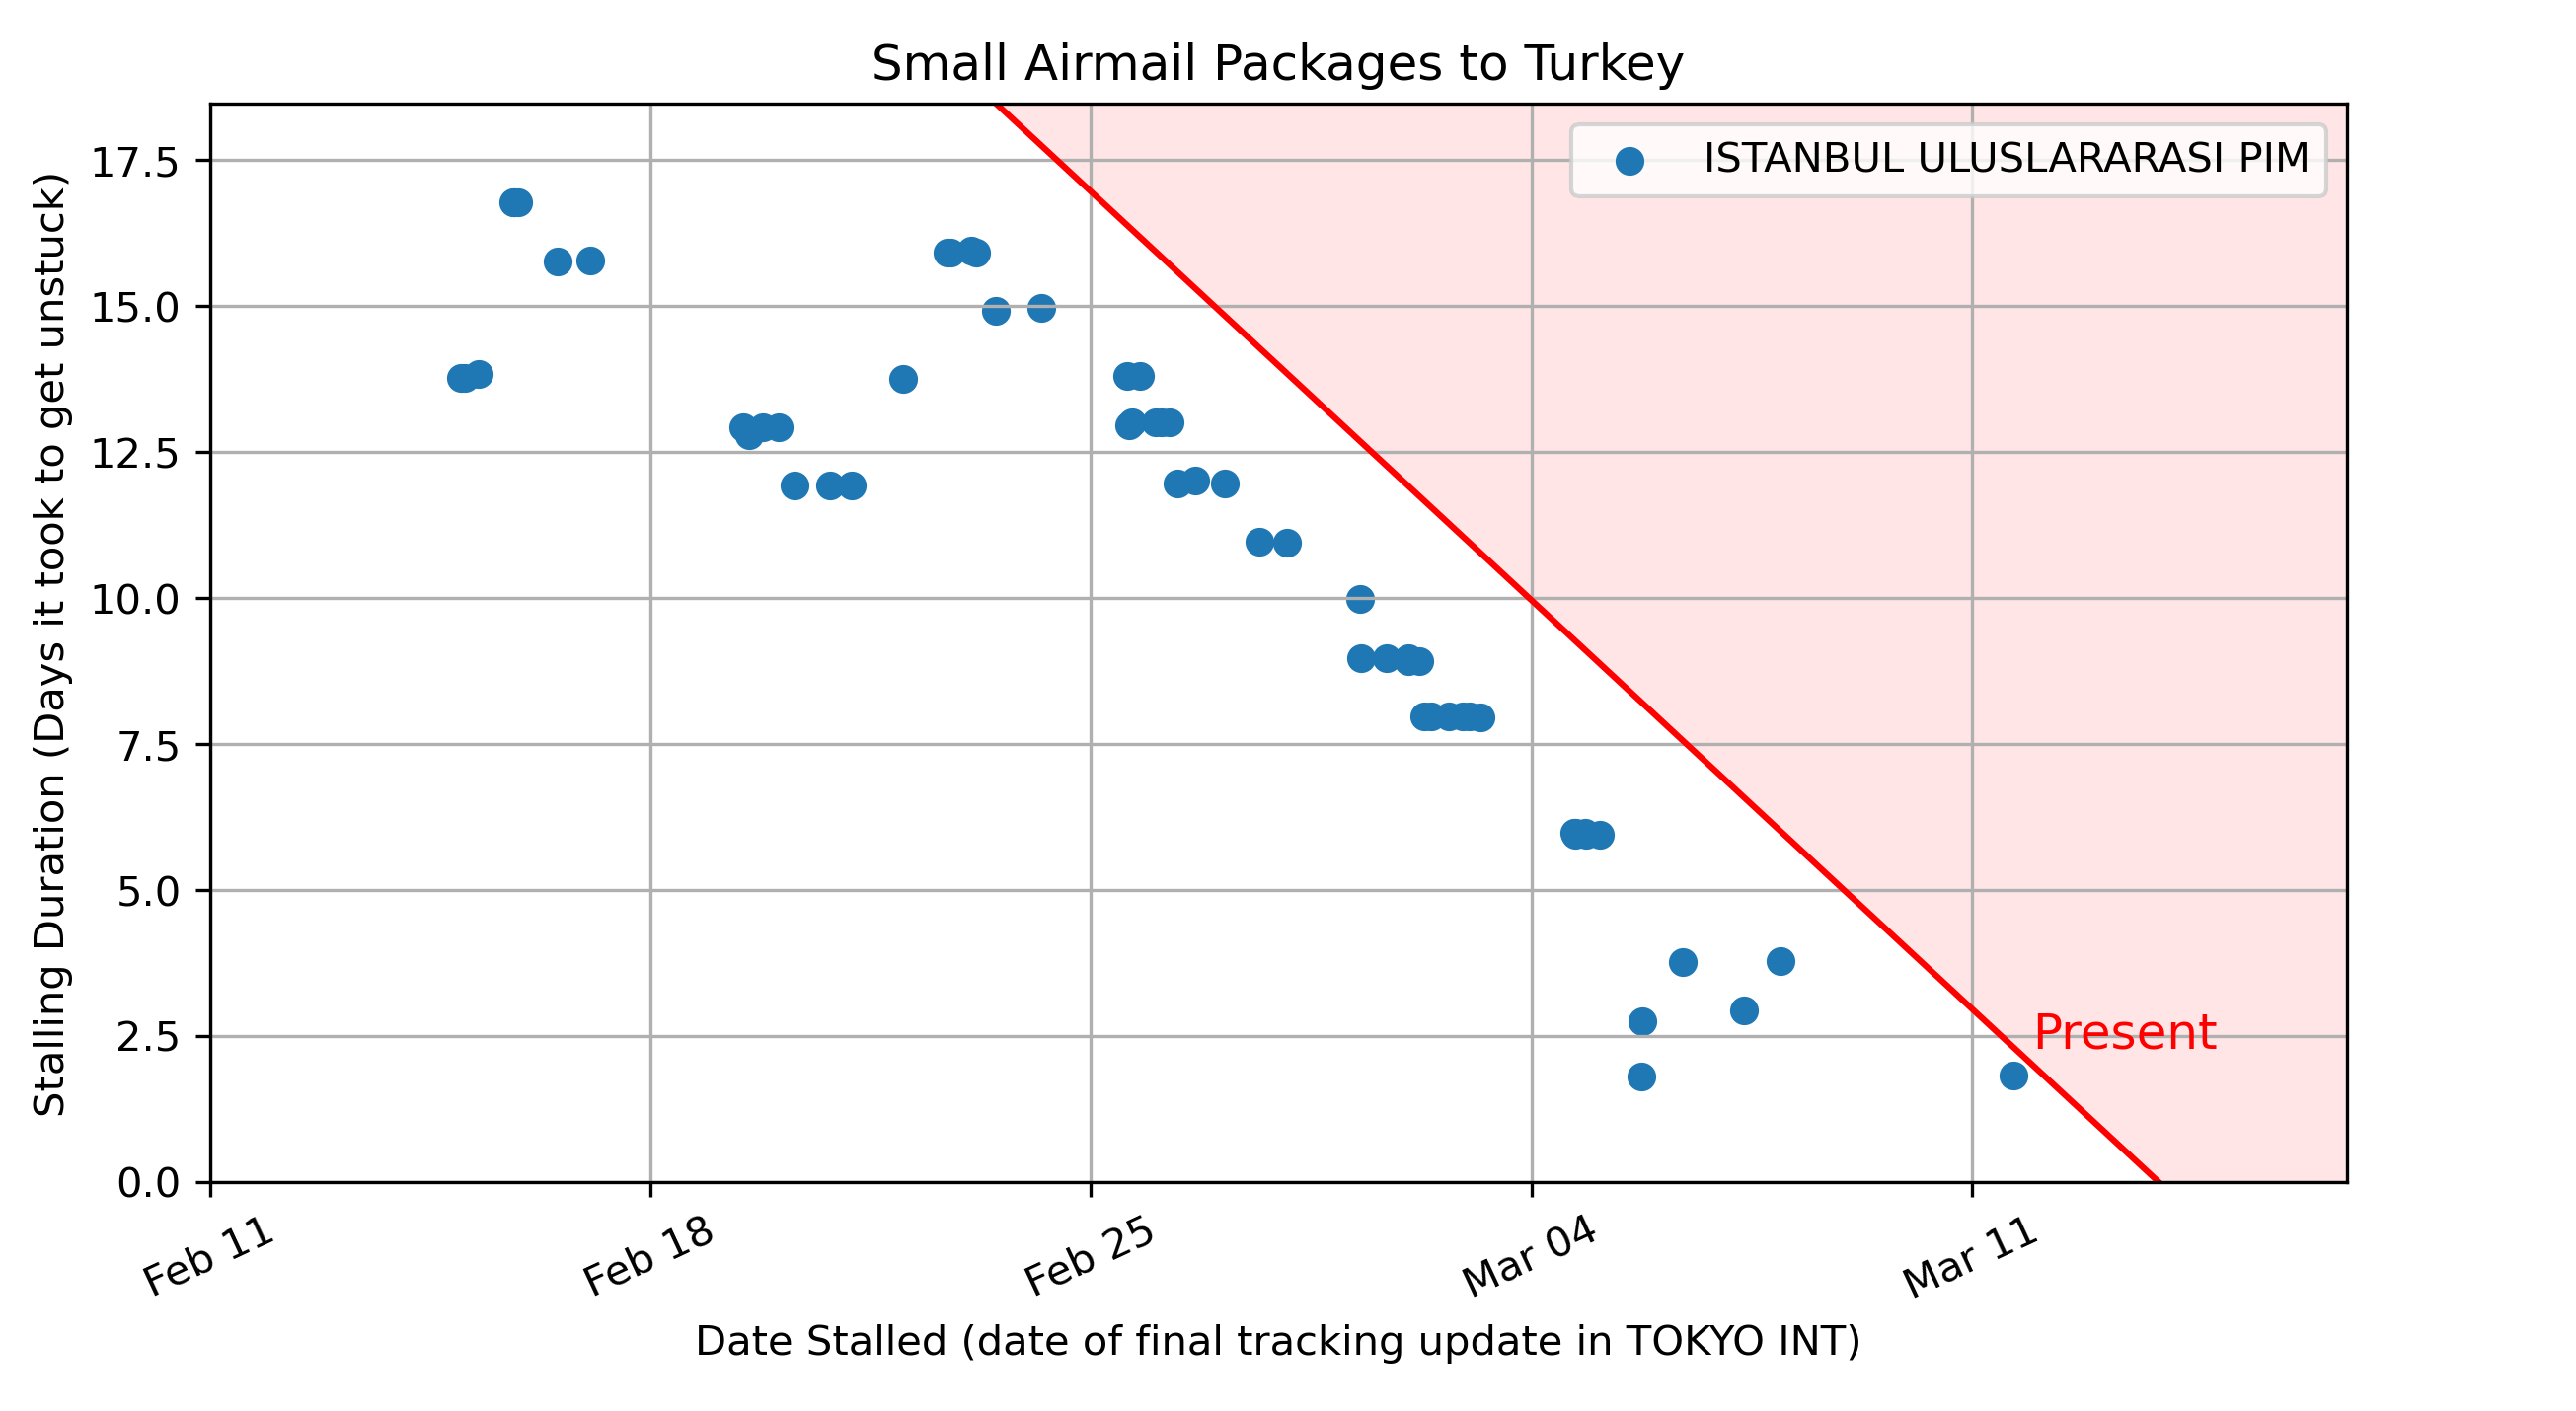 Small Airmail Packages to Turkey
ISTANBUL ULUSLARARASI PIM
Stalling Duration (Days it took to get unstuck)
17.5
15.0
12.5
10.0
7.5
5.0
2.5
0.0
Present
Feb 11
Feb 18
Feb 25
Mar 04
Mar 11
Date Stalled (date of final tracking update in TOKYO INT)